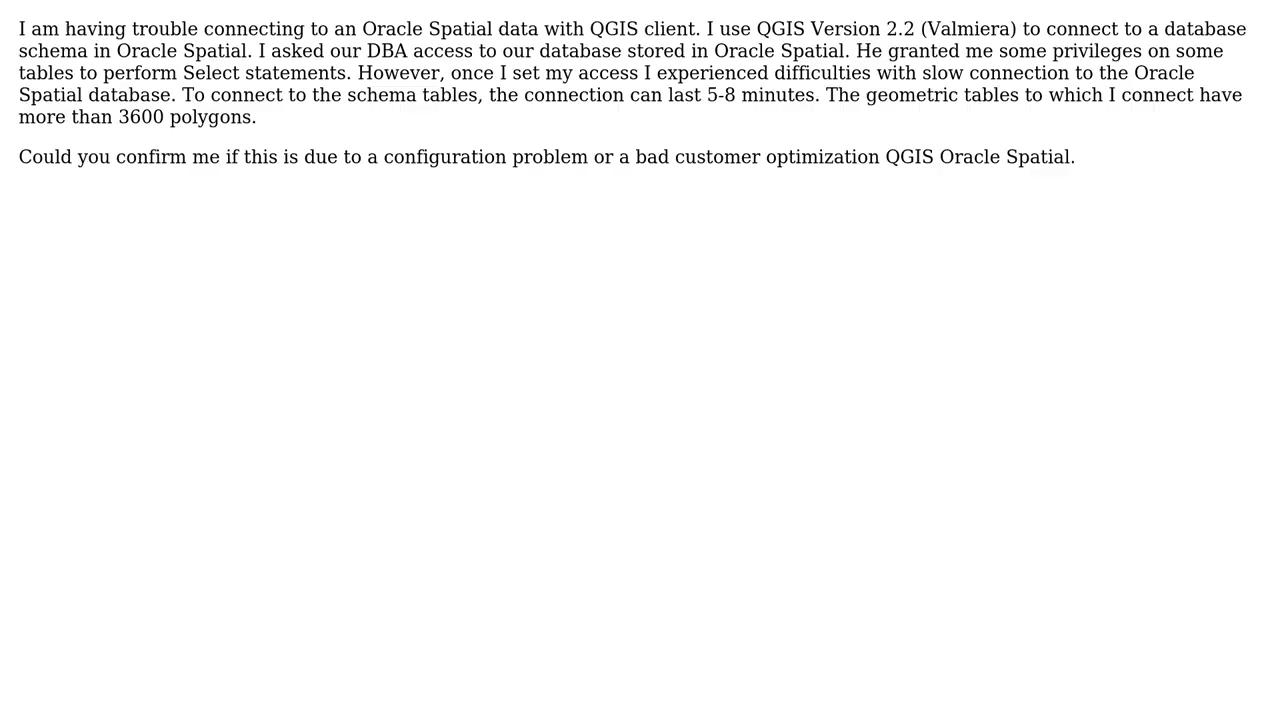 I am having trouble connecting to an Oracle Spatial data with QGIS client. I use QGIS Version 2.2 (Valmiera) to connect to a database
schema in Oracle Spatial. I asked our DBA access to our database stored in Oracle Spatial. He granted me some privileges on some
tables to perform Select statements. However, once I set my access I experienced difficulties with slow connection to the Oracle
Spatial database. To connect to the schema tables, the connection can last 5-8 minutes. The geometric tables to which I connect have
more than 3600 polygons.
Could you confirm me if this is due to a configuration problem or a bad customer optimization QGIS Oracle Spatial.